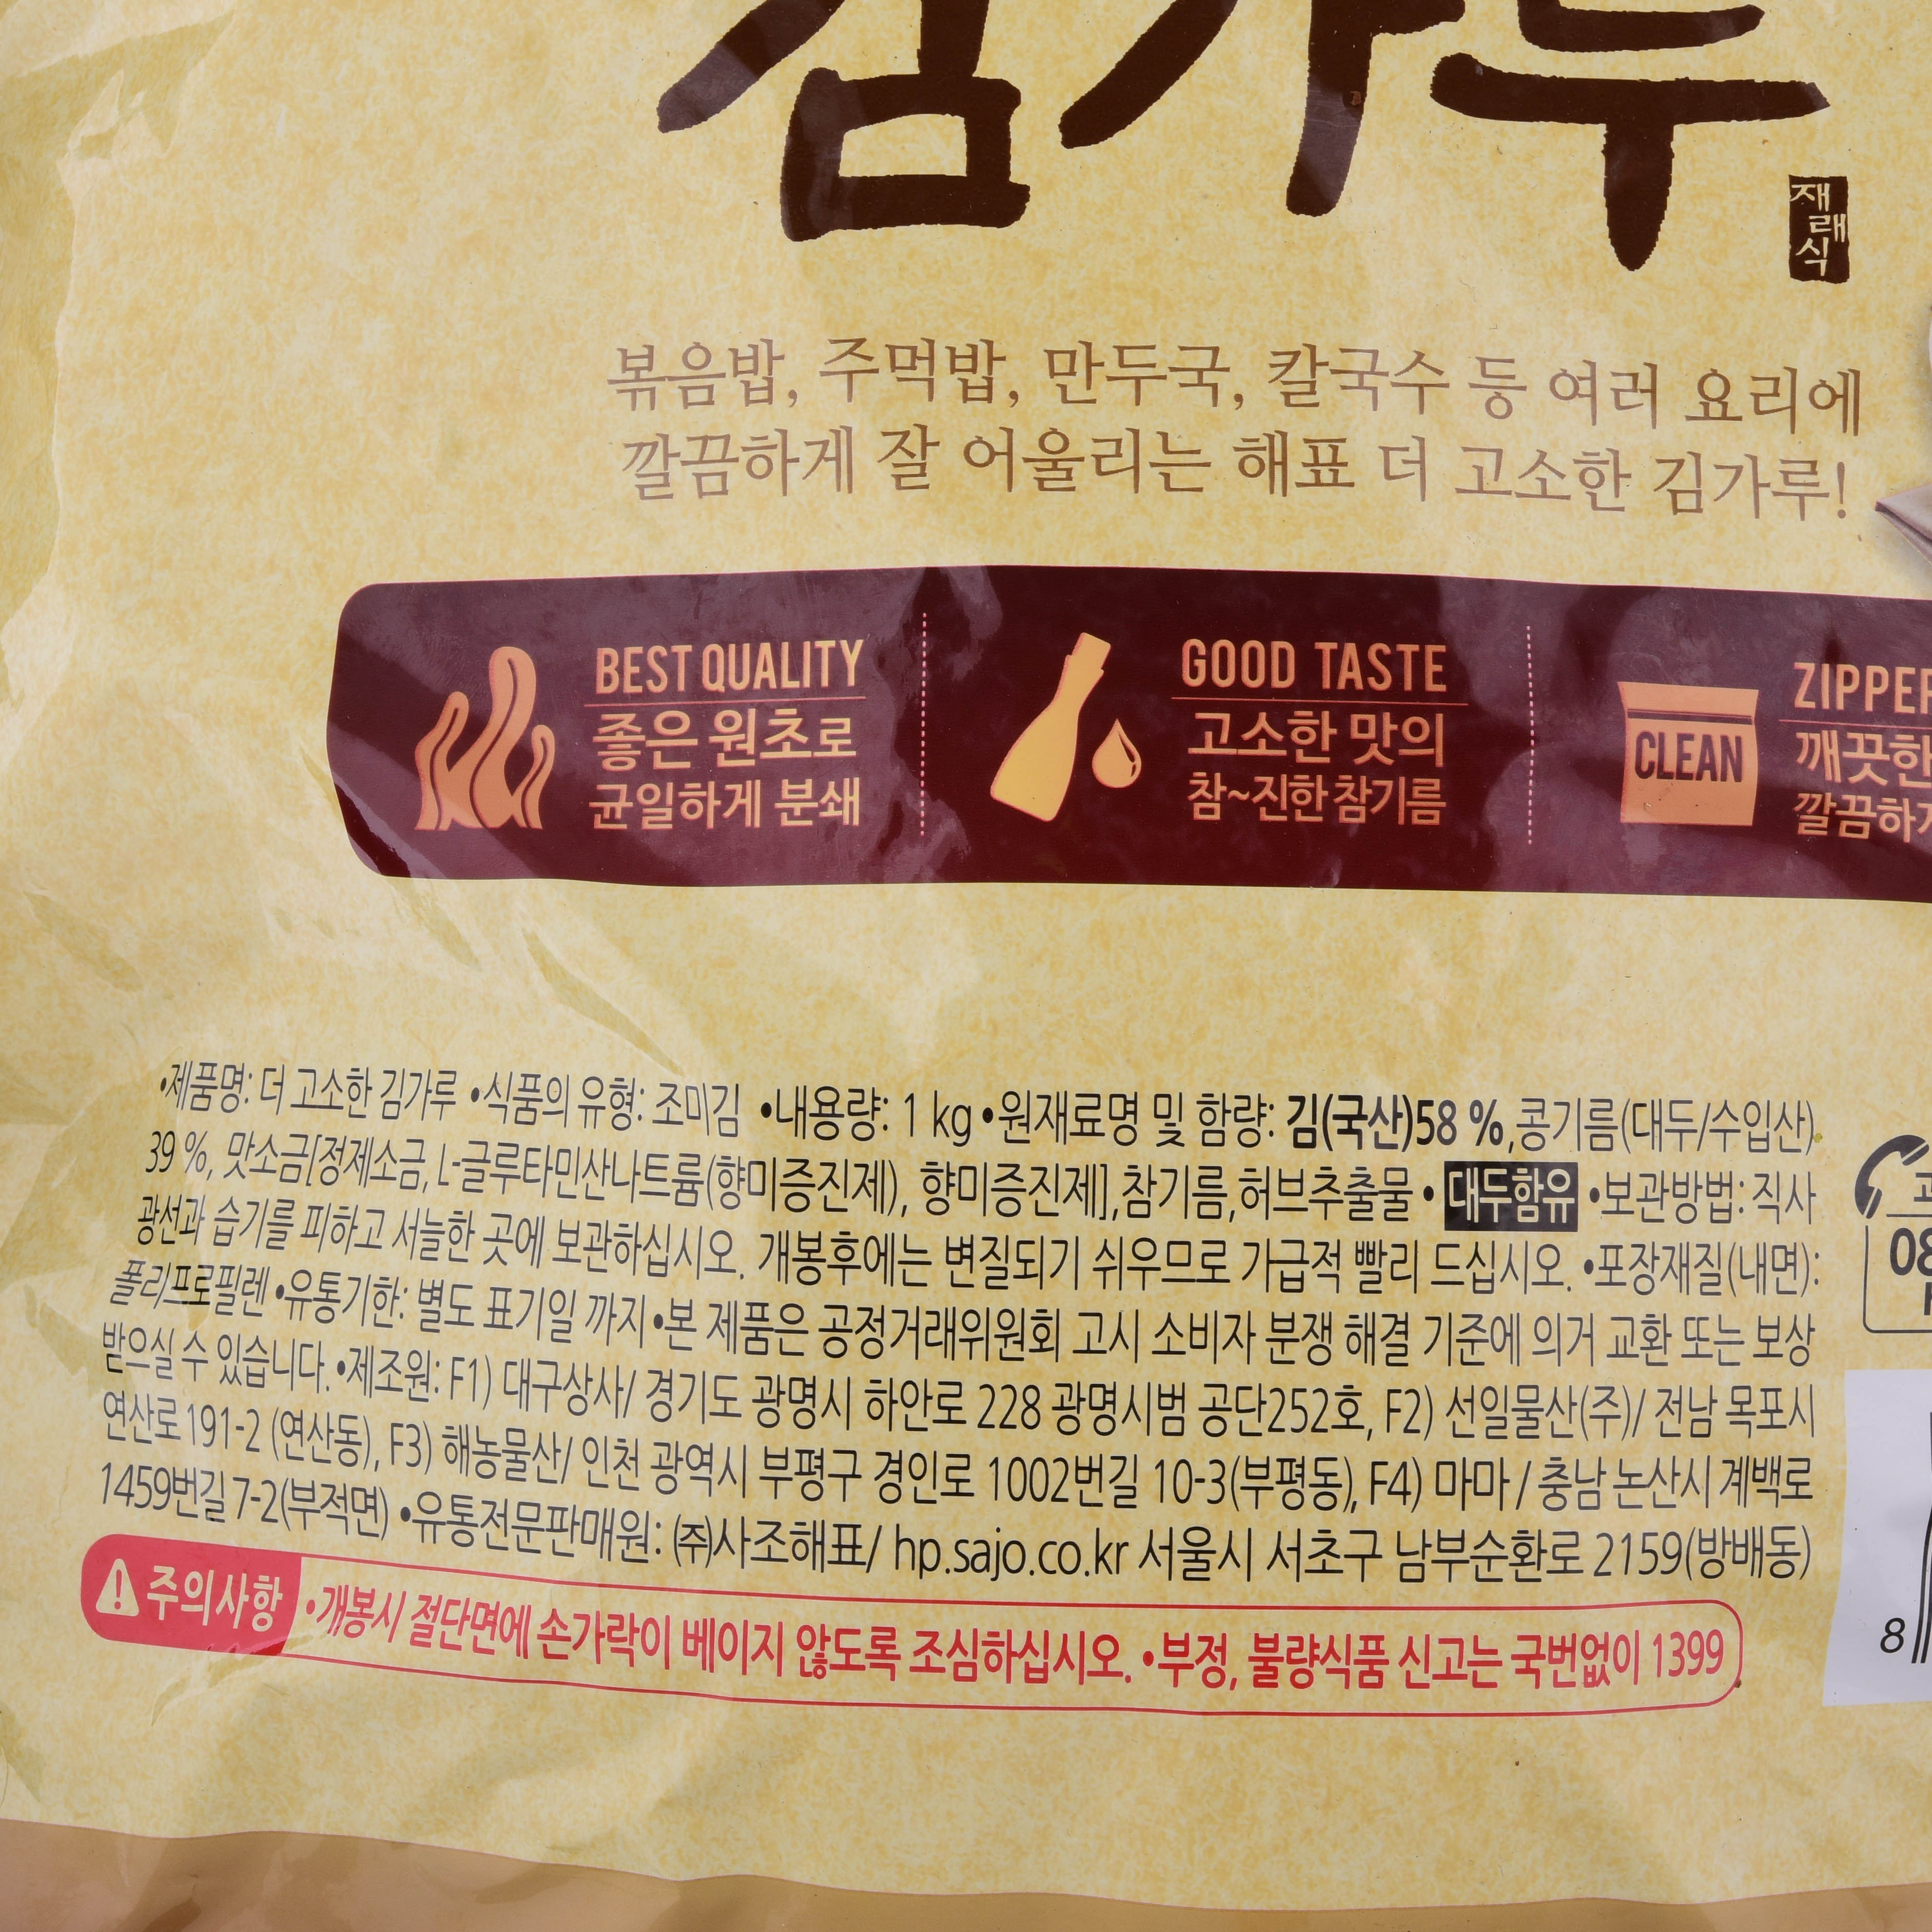 김가루
재래식
볶음밥, 주먹밥, 만두국, 칼국수 등 여러 요리에
깔끔하게 잘 어울리는 해표 더 고소한 김가루!
BEST QUALITY
좋은 원초로
균일하게 분쇄
GOOD TASTE
고소한 맛의
참~진한 참기름
CLEAN
ZIPPER
깨끗한
깔끔하게
•제품명: 더 고소한 김가루 •식품의 유형: 조미김 •내용량: 1 kg •원재료명 및 함량: 김(국산)58 %,콩기름(대두/수입산)
39 %, 맛소금[정제소금, L-글루타민산나트륨(향미증진제), 향미증진제],참기름,허브추출물 • 대두함유 •보관방법: 직사
광선과 습기를 피하고 서늘한 곳에 보관하십시오. 개봉후에는 변질되기 쉬우므로 가급적 빨리 드십시오. •포장재질(내면):
폴리프로필렌 •유통기한: 별도 표기일 까지 •본 제품은 공정거래위원회 고시 소비자 분쟁 해결 기준에 의거 교환 또는 보상
받으실 수 있습니다. •제조원: F1) 대구상사/ 경기도 광명시 하안로 228 광명시범 공단252호, F2) 선일물산(주)/ 전남 목포시
연산로 191-2 (연산동), F3) 해농물산/ 인천 광역시 부평구 경인로 1002번길 10-3(부평동), F4) 마마 / 충남 논산시 계백로
1459번길 7-2(부적면) •유통전문판매원: ㈜사조해표/ hp.sajo.co.kr 서울시 서초구 남부순환로 2159(방배동)
주의사항 •개봉시 절단면에 손가락이 베이지 않도록 조심하십시오. •부정, 불량식품 신고는 국번없이 1399
08
8